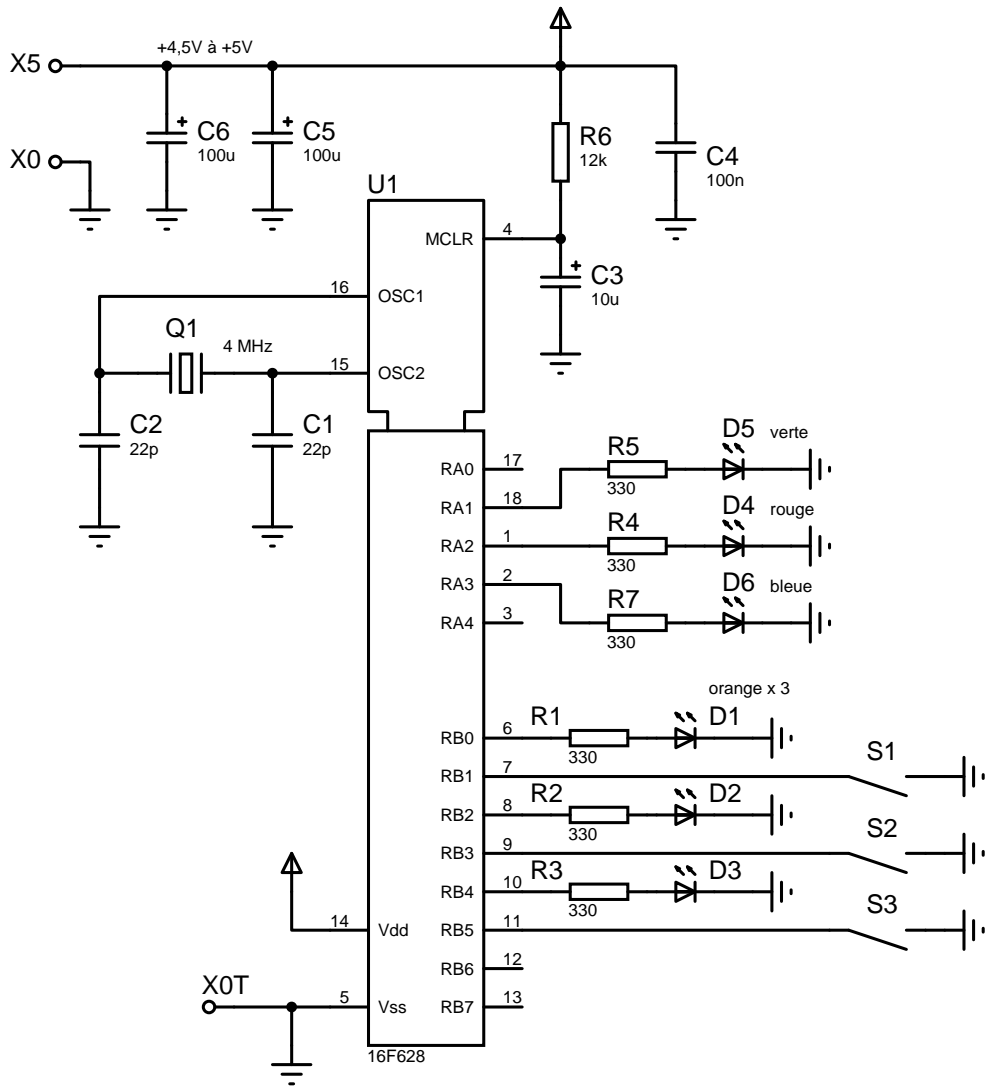 +4,5V à +5V
X5
C6
100u
C5
100u
R6
12k
C4
100n
X0
U1
MCLR 4
C3
10u
16 OSC1
Q1
4 MHz
15 OSC2
C2
22p
C1
22p
RA0 17
RA1 18
R5
330
D5 verte
RA2 1
R4
330
D4 rouge
RA3 2
R7
330
D6 bleue
RA4 3
orange x 3
RB0 6
R1
330
D1
RB1 7
S1
RB2 8
R2
330
D2
RB3 9
S2
RB4 10
R3
330
D3
14 Vdd
RB5 11
S3
RB6 12
X0T
5 Vss
RB7 13
16F628